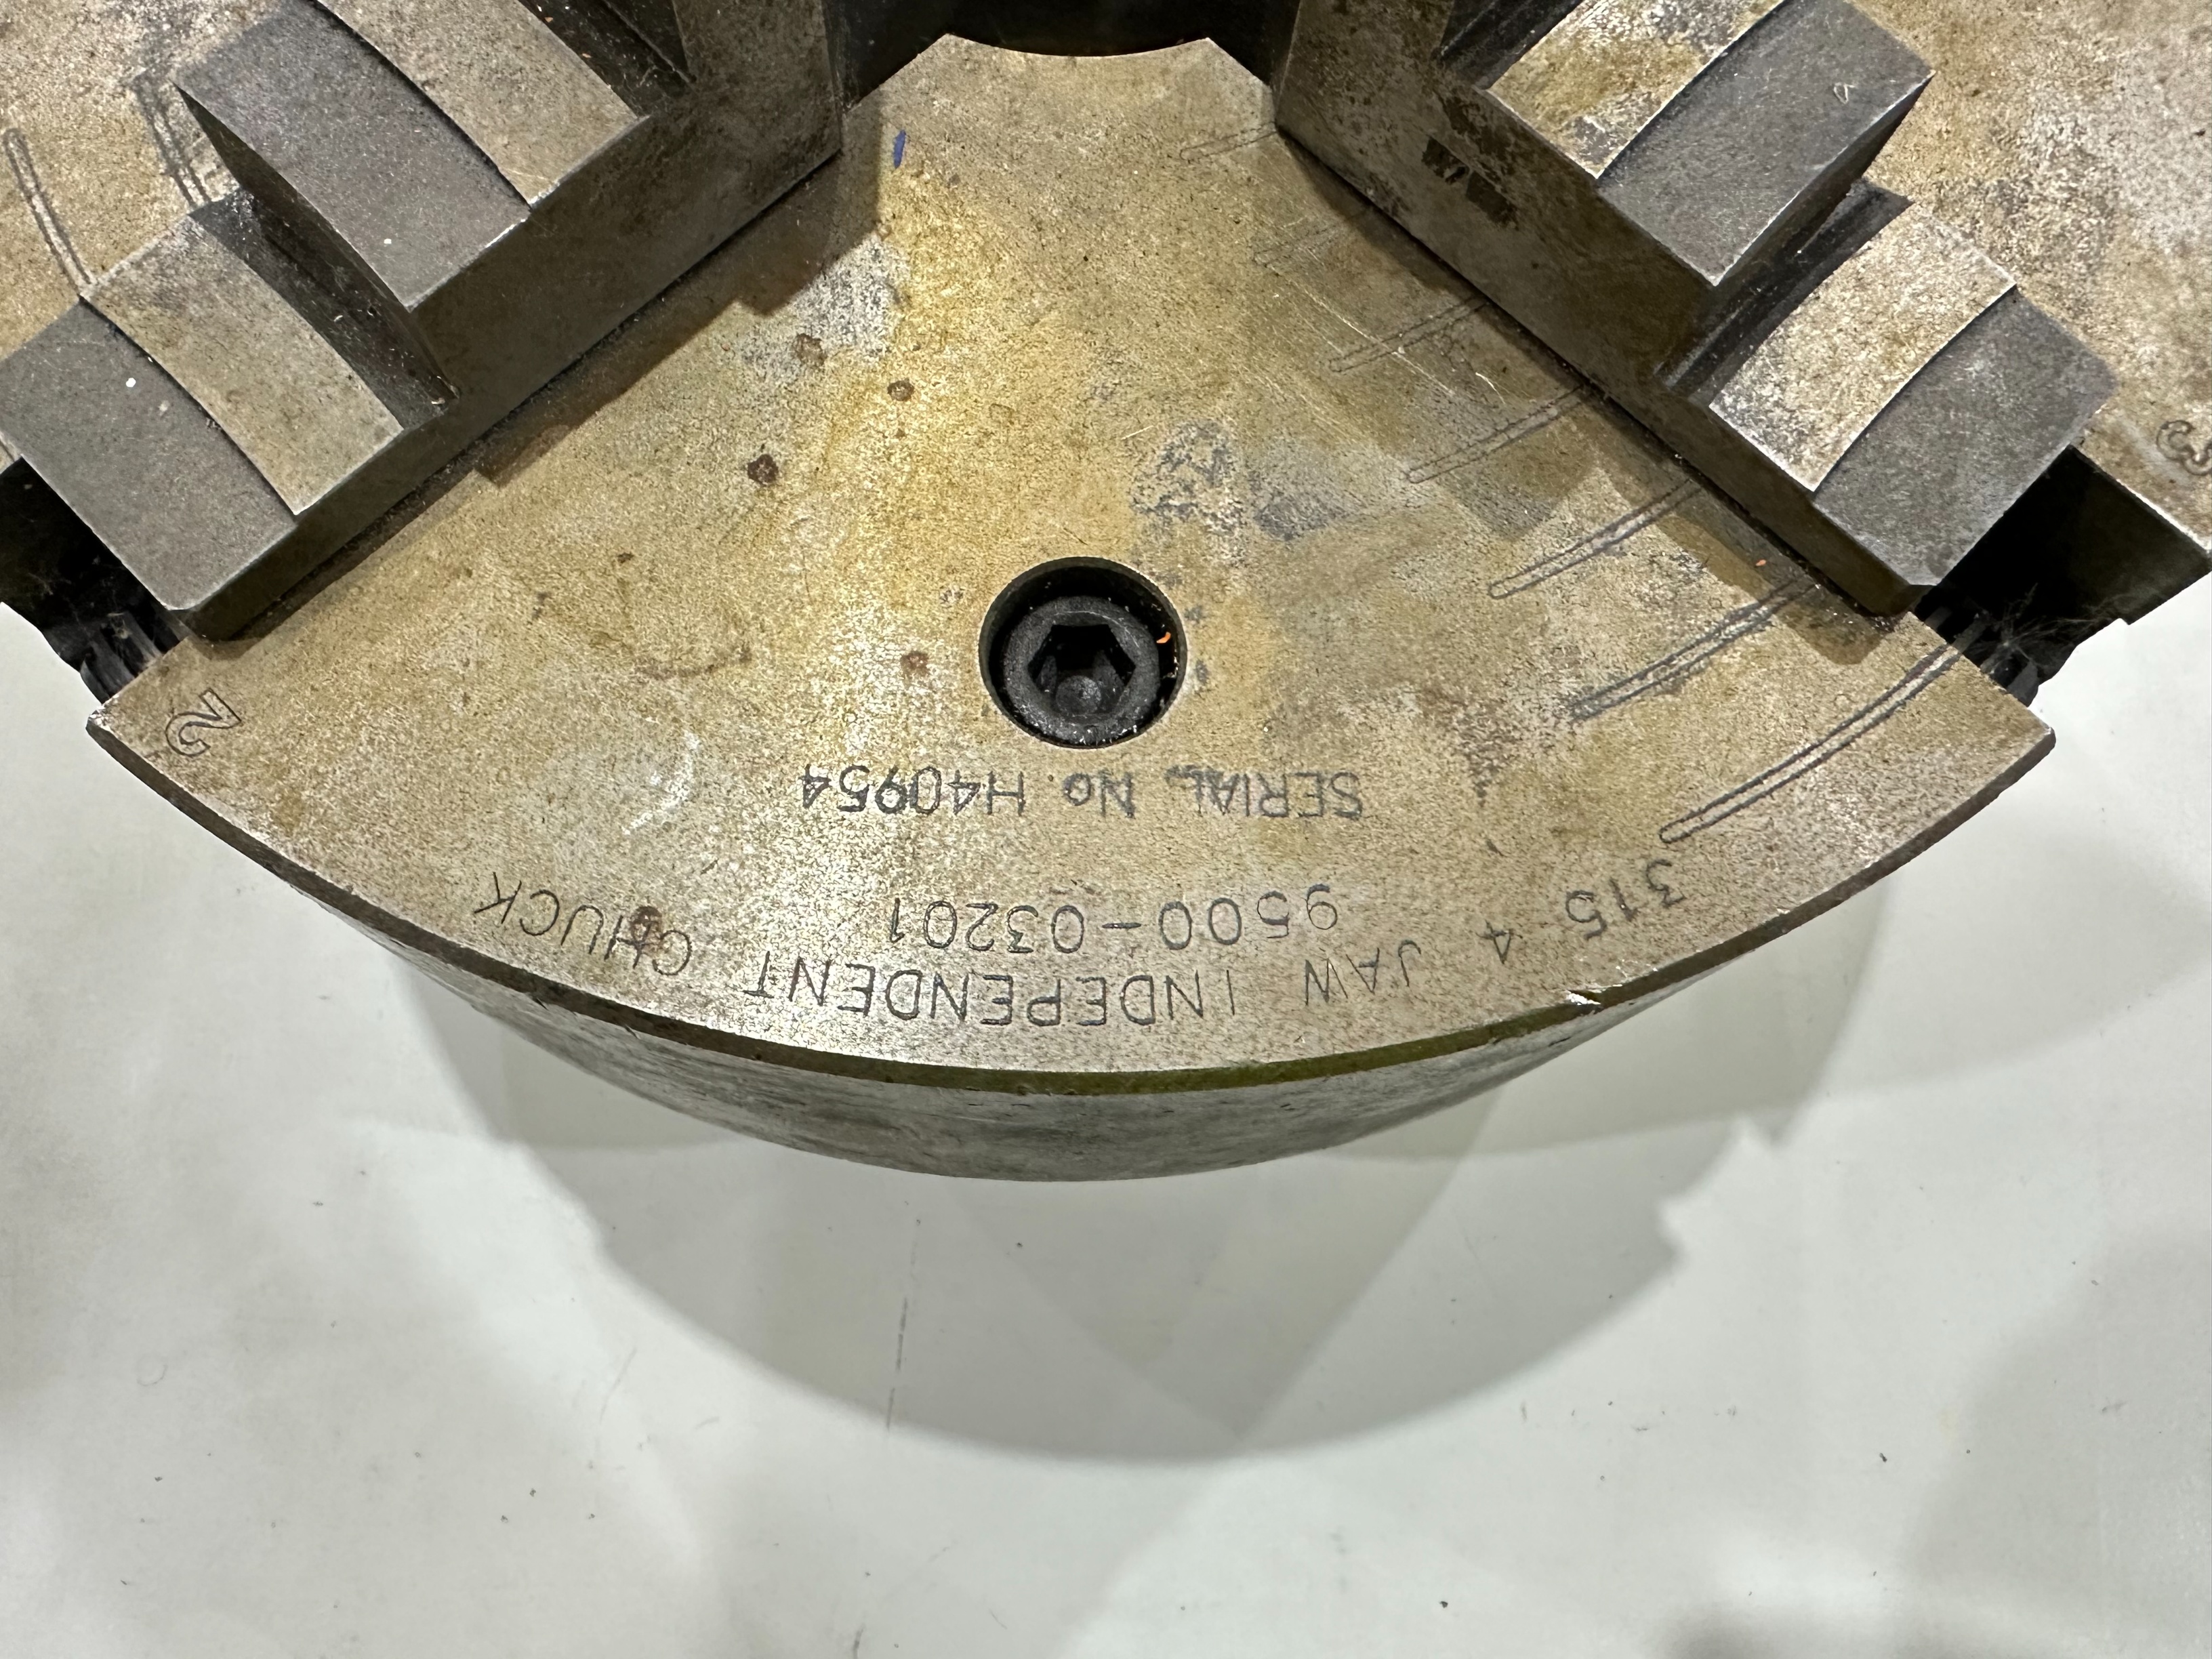 315 4 JAW INDEPENDENT CHUCK
9500-03201
SERIAL No. H40954
2
3